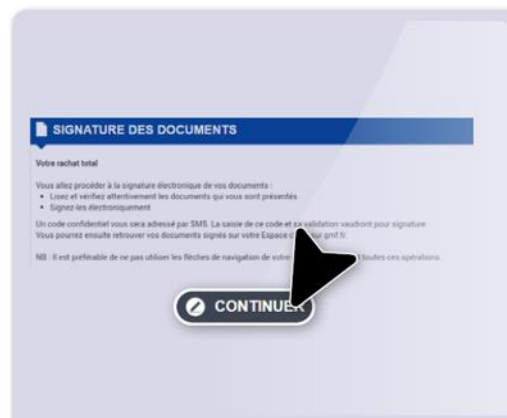 SIGNATURE DES DOCUMENTS
Votre rachat total
Vous allez procéder à la signature électronique de vos documents :
• Lisez et vérifiez attentivement les documents qui vous sont présentés
• Signez-les électroniquement
Un code confidentiel vous sera adressé par SMS. La saisie de ce code et sa validation vaudront pour signature.
Vous pourrez ensuite retrouver vos documents signés sur votre Espace sur gmf.fr.
NB : Il est préférable de ne pas utiliser les flèches de navigation de votre toutes ces opérations.
CONTINUER